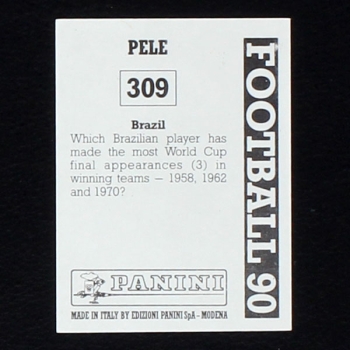 PELE
309
Brazil
Which Brazilian player has
made the most World Cup
final appearances (3) in
winning teams – 1958, 1962
and 1970?
PANINI
MADE IN ITALY BY EDIZIONI PANINI SpA - MODENA
FOOTBALL 90